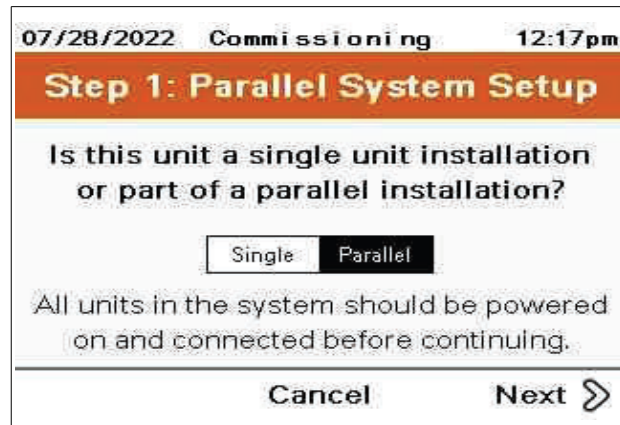 07/28/2022 Commissioning 12:17pm
Step 1: Parallel System Setup
Is this unit a single unit installation
or part of a parallel installation?
Single Parallel
All units in the system should be powered
on and connected before continuing.
Cancel Next